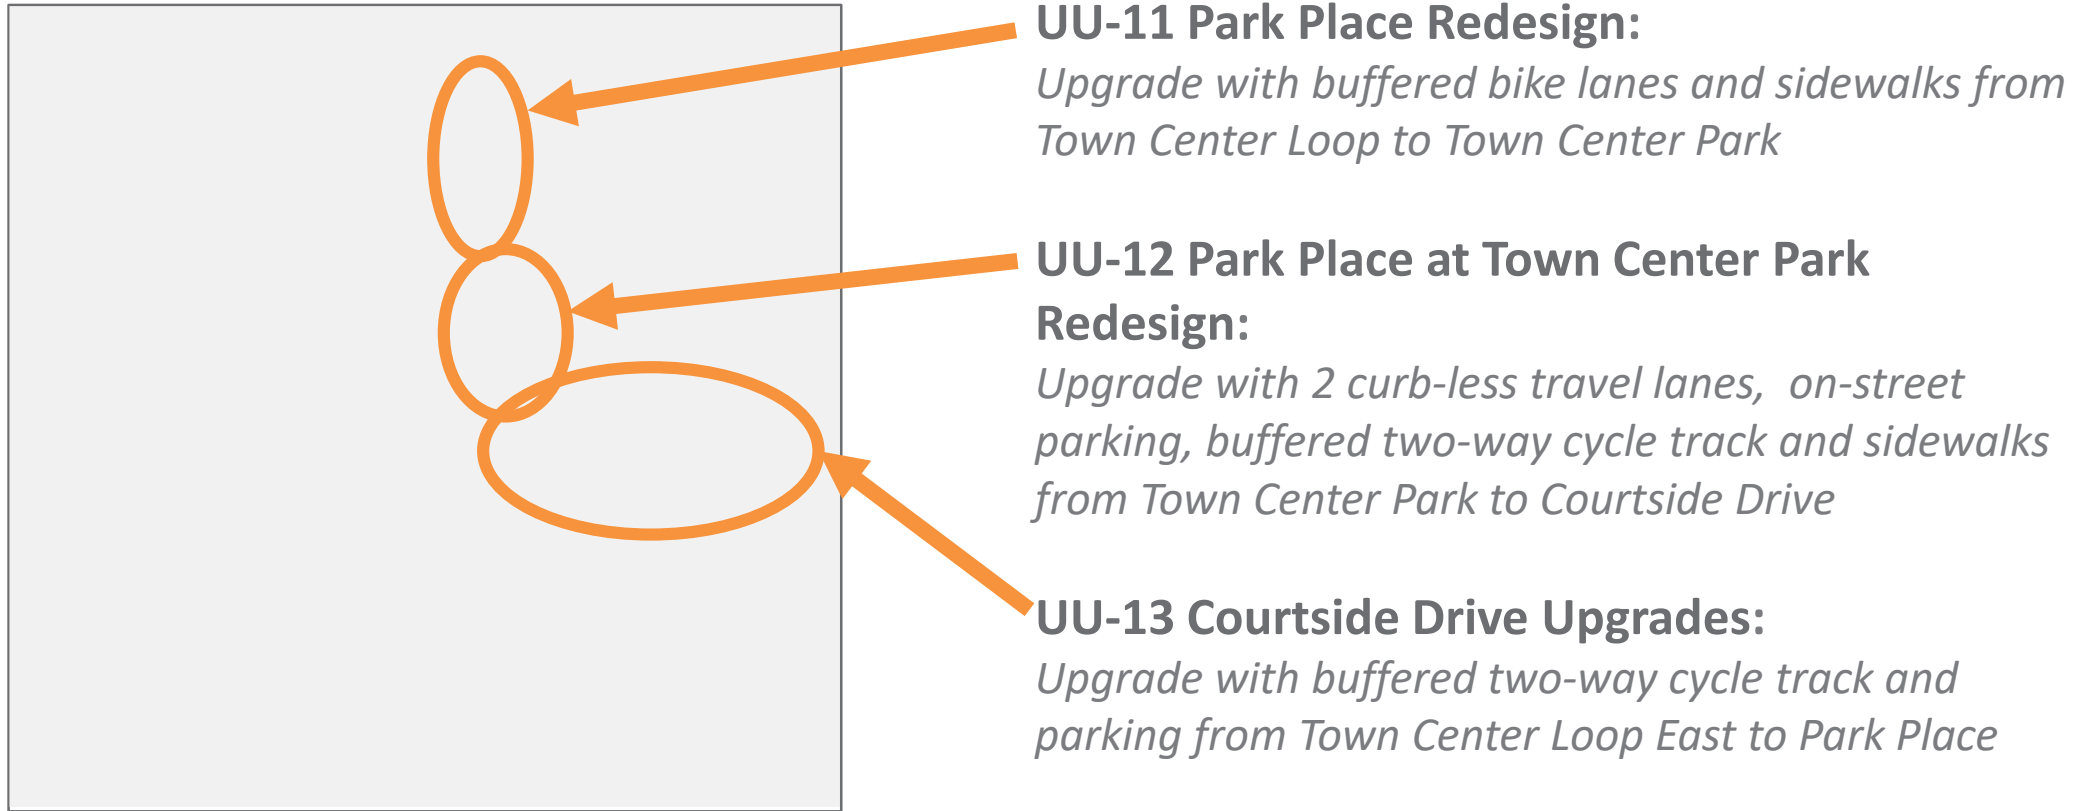 UU-11 Park Place Redesign:
Upgrade with buffered bike lanes and sidewalks from
Town Center Loop to Town Center Park
UU-12 Park Place at Town Center Park
Redesign:
Upgrade with 2 curb-less travel lanes,  on-street
parking, buffered two-way cycle track and sidewalks
from Town Center Park to Courtside Drive
UU-13 Courtside Drive Upgrades:
Upgrade with buffered two-way cycle track and
parking from Town Center Loop East to Park Place